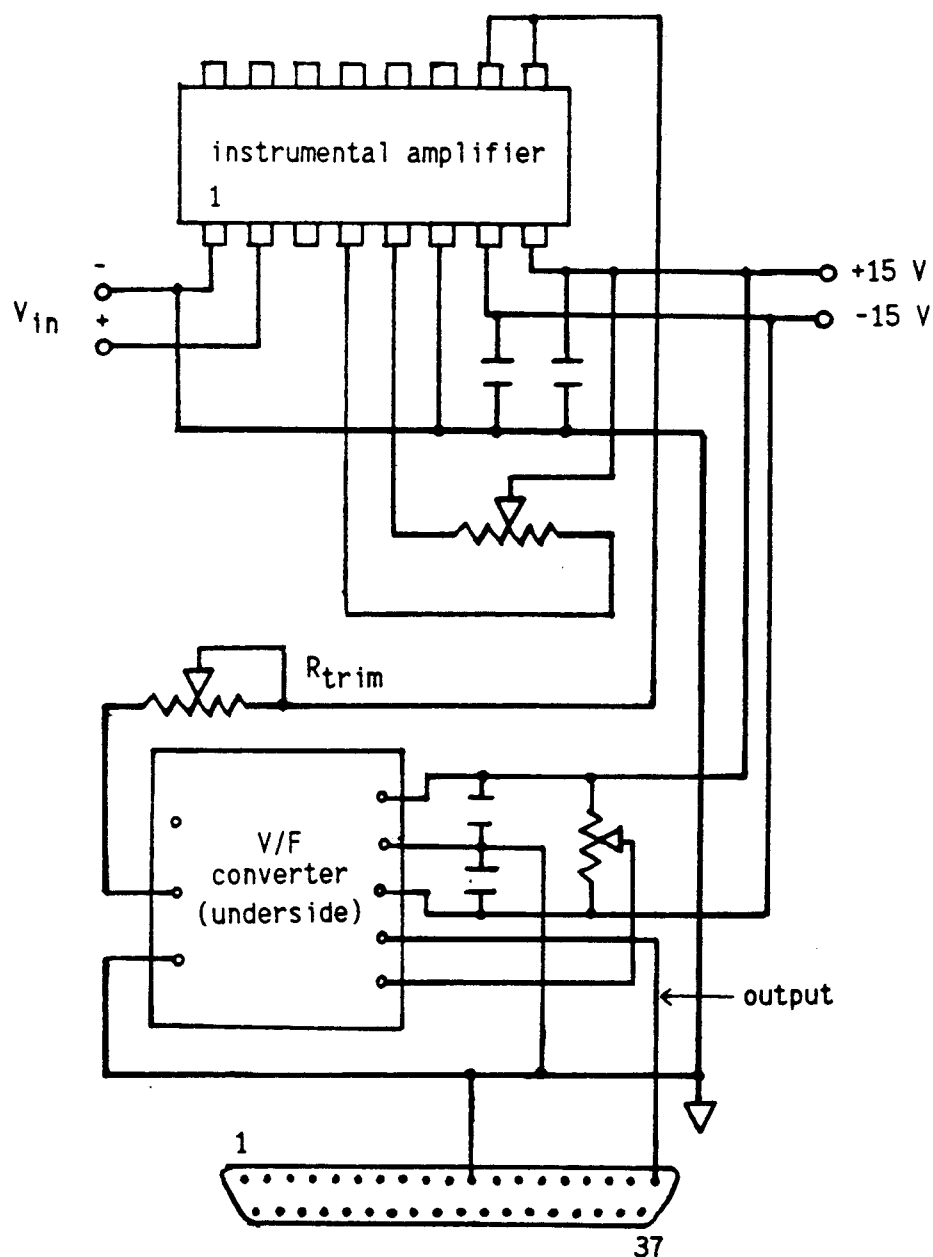 instrumental amplifier
1
-
V_in
+
+15 V
-15 V
R_trim
V/F
converter
(underside)
output
1
37